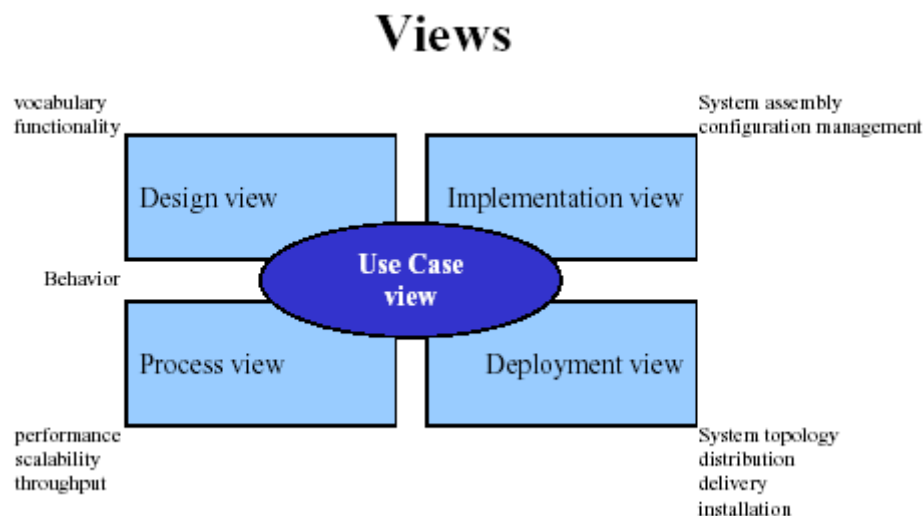 Views
vocabulary
functionality
System assembly
configuration management
Design view
Implementation view
Use Case
view
Behavior
Process view
Deployment view
performance
scalability
throughput
System topology
distribution
delivery
installation